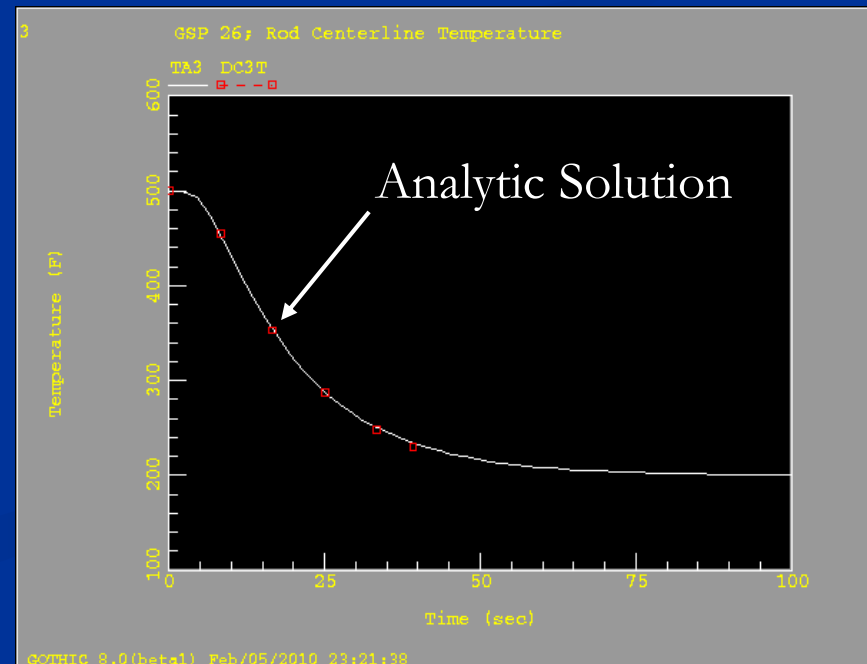 3
GSP 26; Rod Centerline Temperature
TA3 DC3T
600
Analytic Solution
500
400
Temperature (F)
300
200
100
0 25 50 75 100
Time (sec)
GOTHIC 8.0(beta1) Feb/05/2010 23:21:38